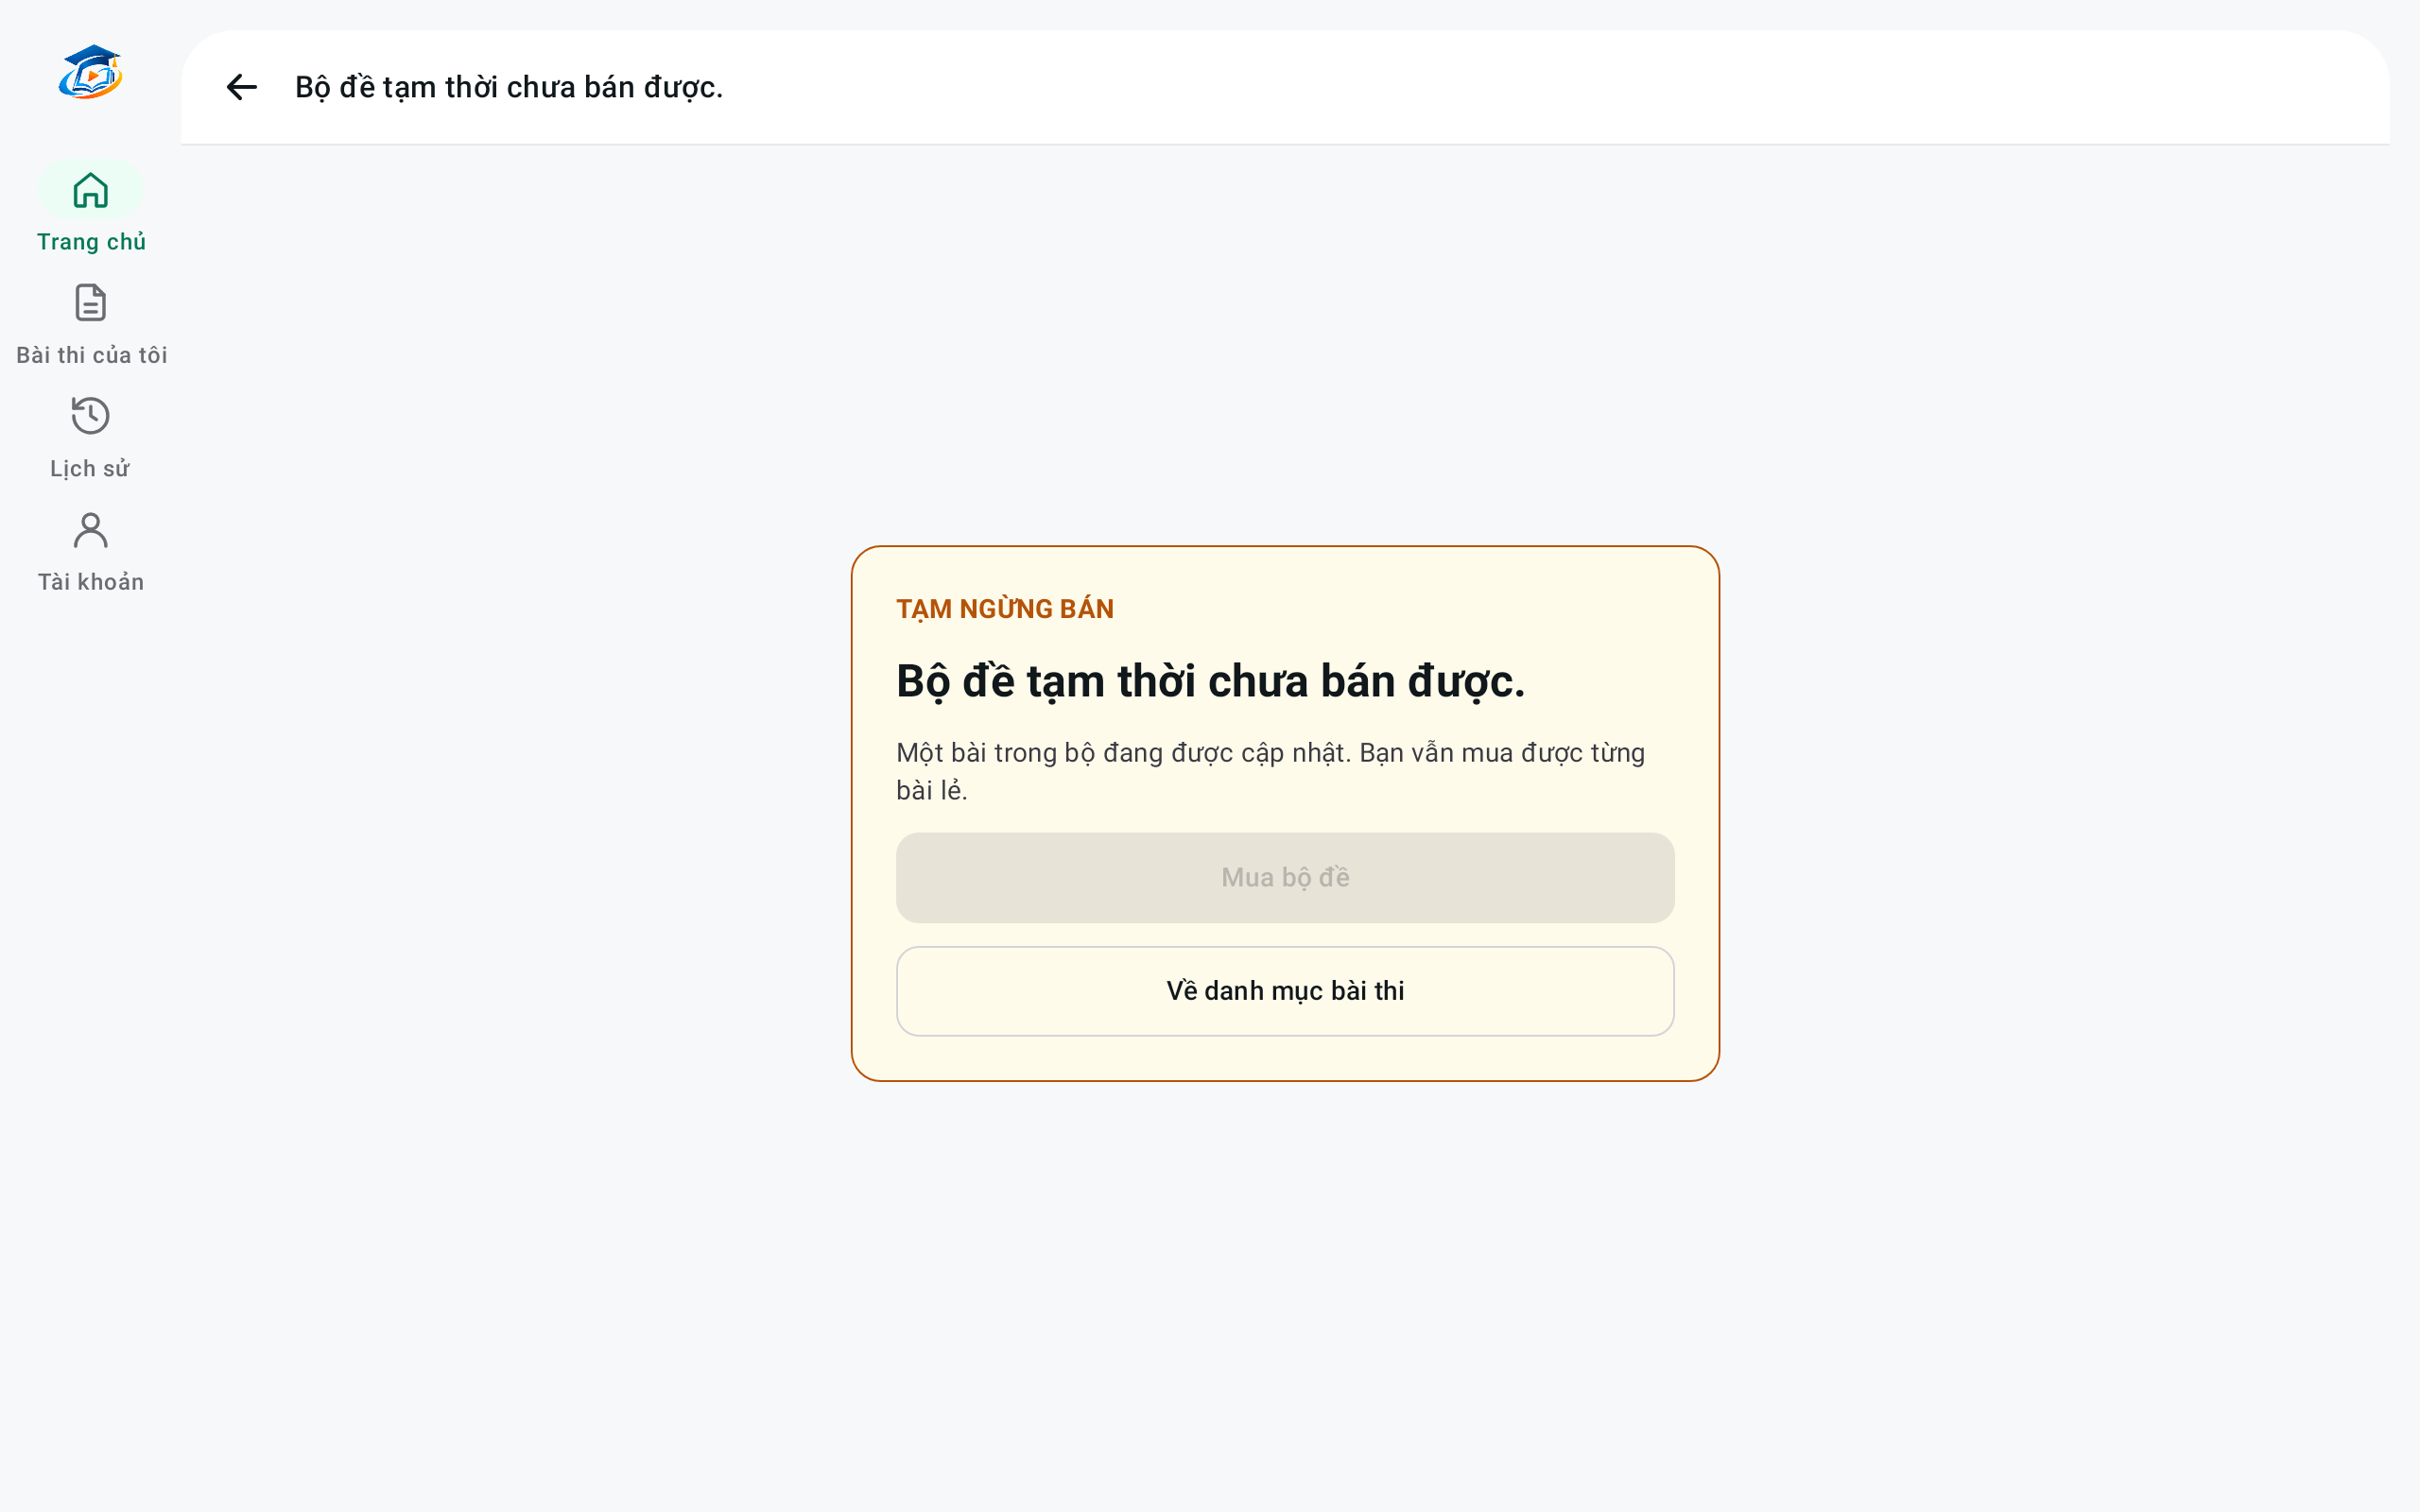 Bộ đề tạm thời chưa bán được.
Trang chủ
Bài thi của tôi
Lịch sử
Tài khoản
TẠM NGỪNG BÁN
Bộ đề tạm thời chưa bán được.
Một bài trong bộ đang được cập nhật. Bạn vẫn mua được từng
bài lẻ.
Mua bộ đề
Về danh mục bài thi